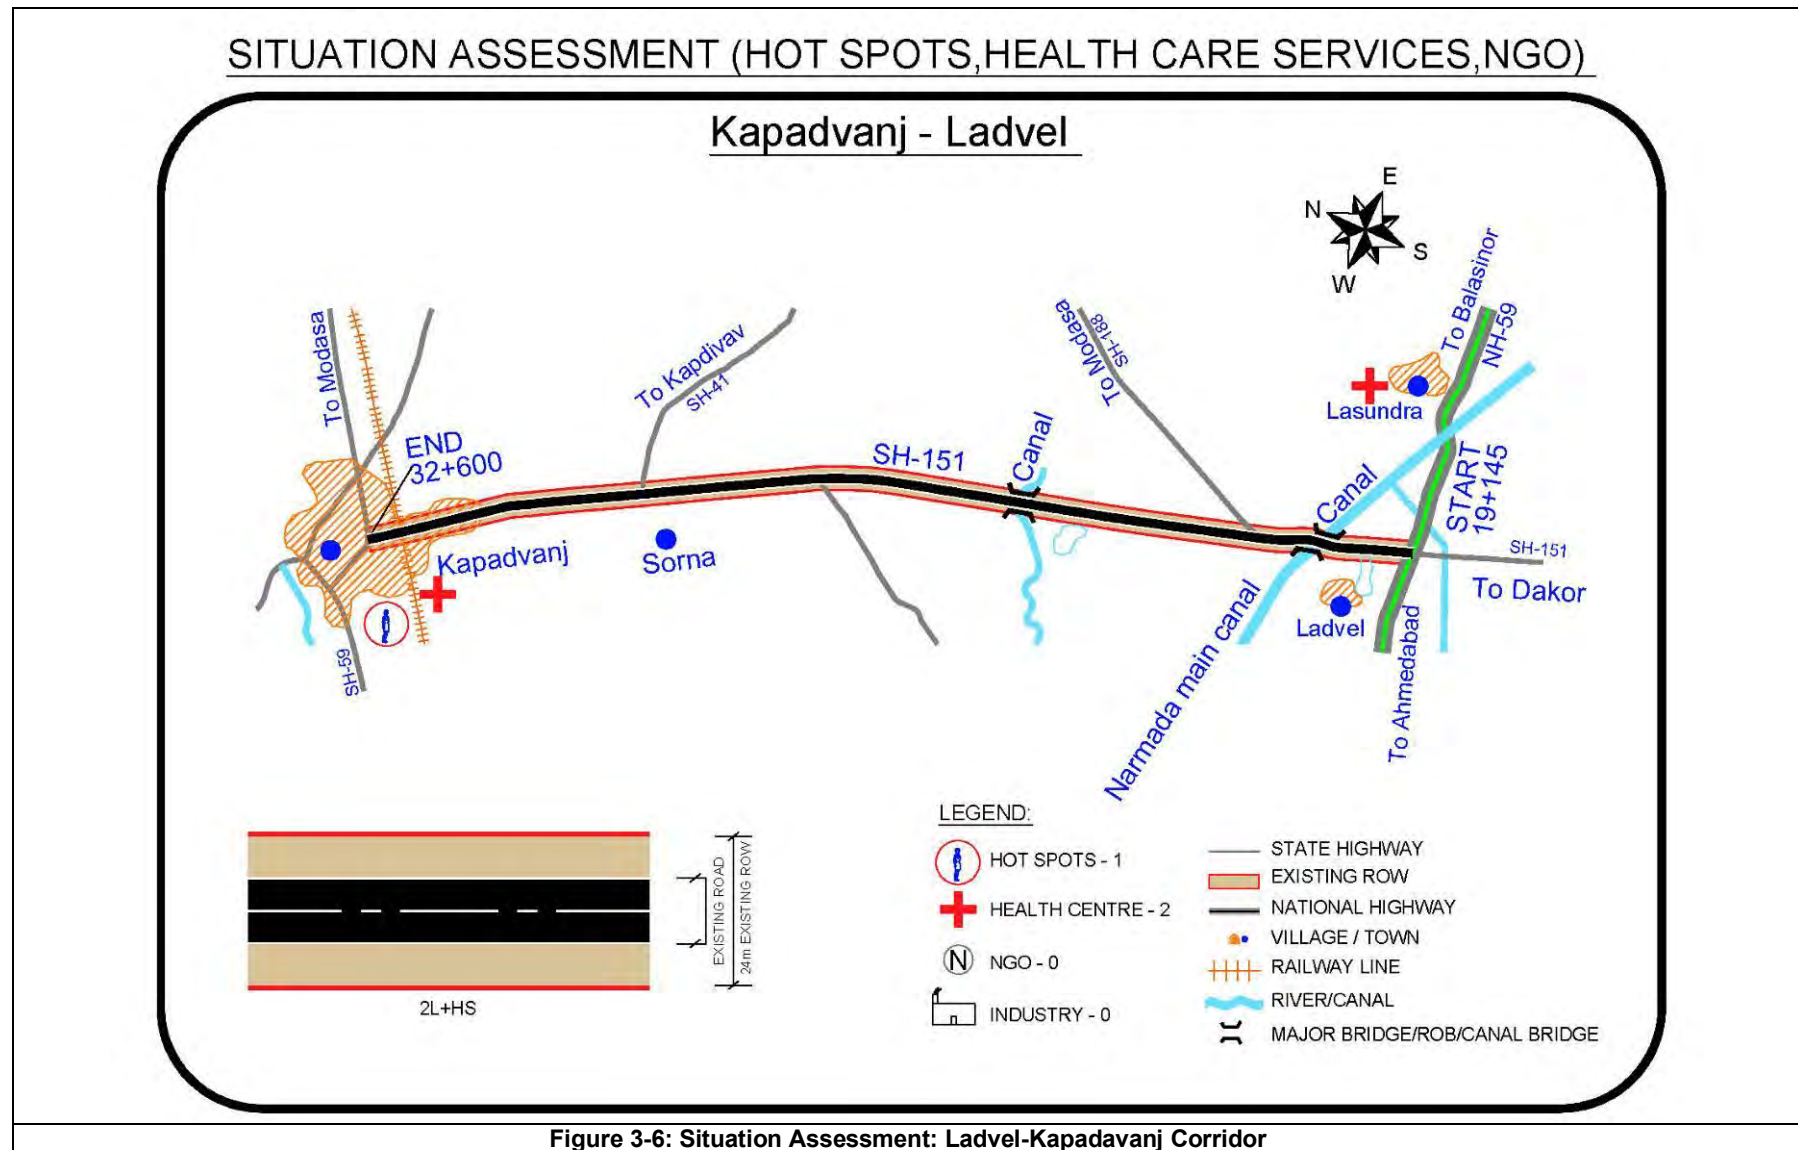 SITUATION ASSESSMENT (HOT SPOTS,HEALTH CARE SERVICES,NGO)
Kapadvanj - Ladvel
E
N
S
W
To Modasa
To Kapdivav
SH-41
To Modasa
SH-188
To Balasinor
NH-59
Lasundra
END
32+600
SH-151
Canal
Canal
START
19+145
SH-151
To Dakor
Kapadvanj
Sorna
Ladvel
SH-59
Narmada main canal
To Ahmedabad
EXISTING ROAD
24m EXISTING ROW
2L+HS
LEGEND:
HOT SPOTS - 1
HEALTH CENTRE - 2
N
NGO - 0
INDUSTRY - 0
STATE HIGHWAY
EXISTING ROW
NATIONAL HIGHWAY
VILLAGE / TOWN
RAILWAY LINE
RIVER/CANAL
MAJOR BRIDGE/ROB/CANAL BRIDGE
Figure 3-6: Situation Assessment: Ladvel-Kapadavanj Corridor